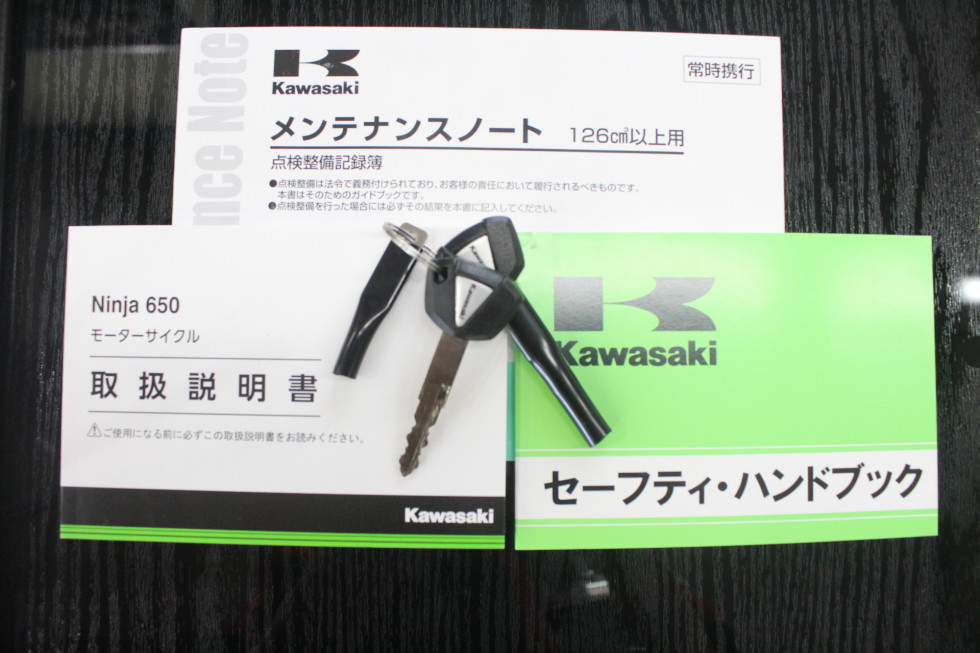 nce Note
Kawasaki
常時携行
メンテナンスノート 126cm³以上用
点検整備記録簿
●点検整備は法令で義務付けられており、お客様の責任において履行されるべきものです。
本書はそのためのガイドブックです。
●点検整備を行った場合には必ずその結果を本書に記入してください。
Ninja 650
モーターサイクル
取扱説明書
⚠ご使用になる前に必ずこの取扱説明書をお読みください。
Kawasaki
Kawasaki
Kawasaki
セーフティ・ハンドブック